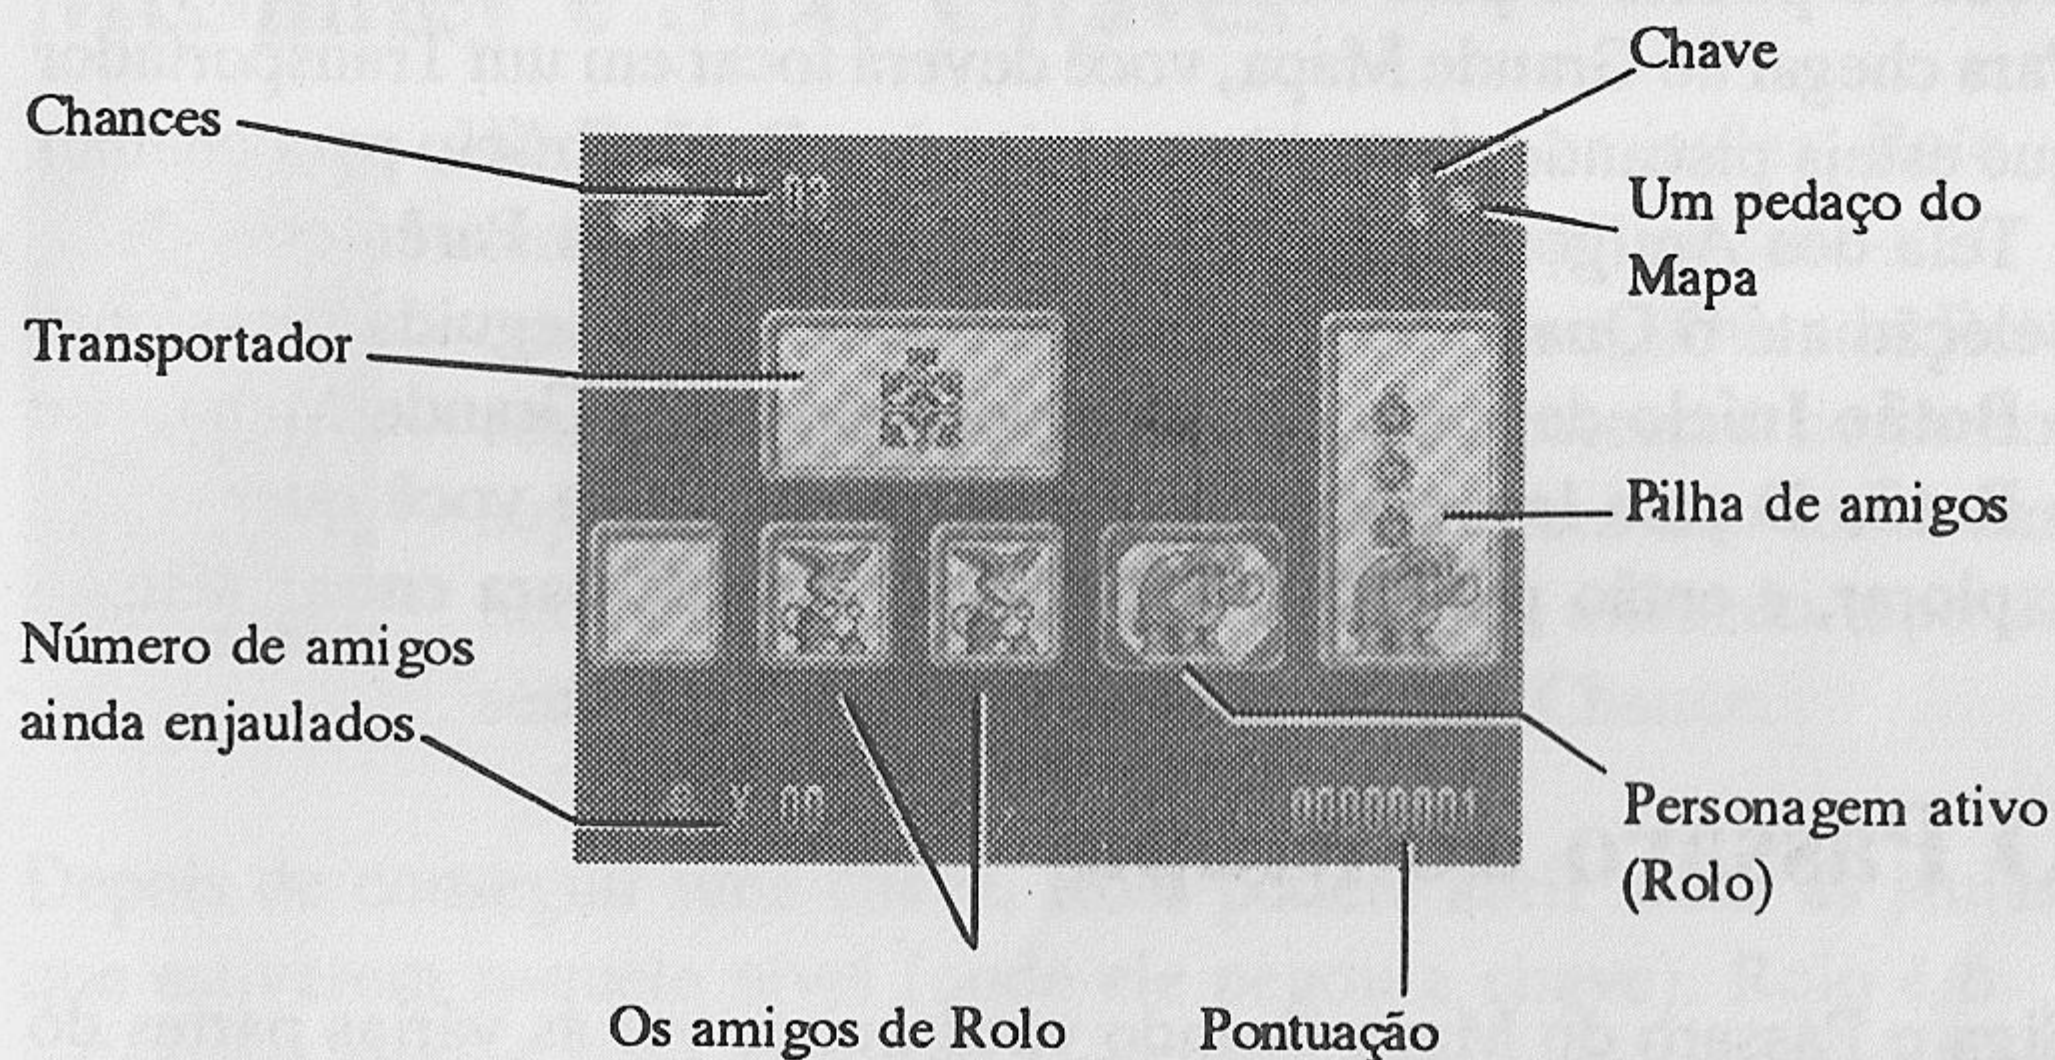 Chave
Chances
Um pedaço do
Mapa
Transportador
Pilha de amigos
Número de amigos
ainda enjaulados
Personagem ativo
(Rolo)
Os amigos de Rolo
Pontuação